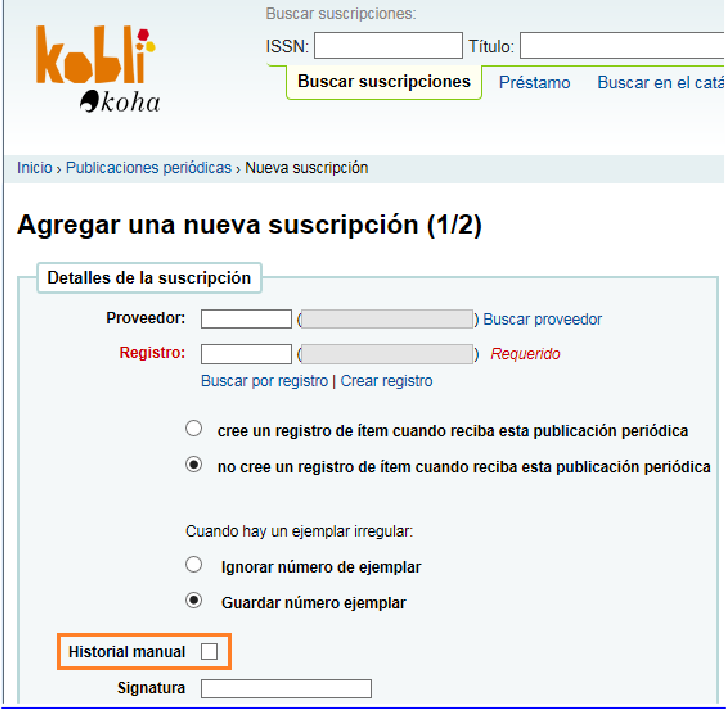 Buscar suscripciones:
ISSN: Título:
kobli
koha
Buscar suscripciones Préstamo Buscar en el catá
Inicio › Publicaciones periódicas › Nueva suscripción
Agregar una nueva suscripción (1/2)
Detalles de la suscripción
Proveedor: ( ) Buscar proveedor
Registro: ( ) Requerido
Buscar por registro | Crear registro
cree un registro de ítem cuando reciba esta publicación periódica
no cree un registro de ítem cuando reciba esta publicación periódica
Cuando hay un ejemplar irregular:
Ignorar número de ejemplar
Guardar número ejemplar
Historial manual
Signatura